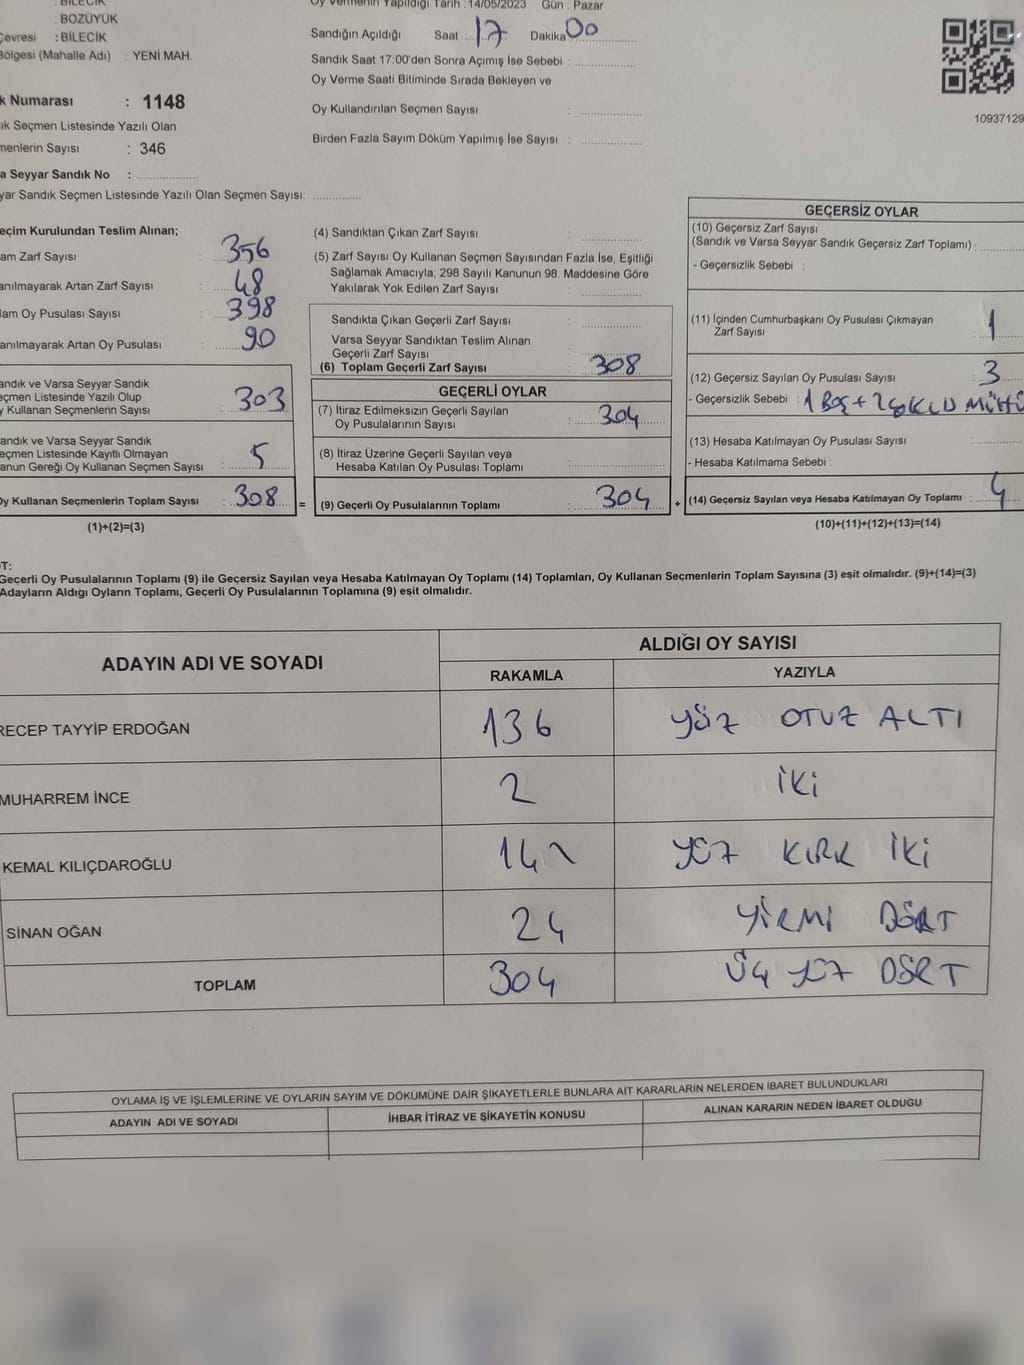 : BİLECİK
: BOZÜYÜK
Çevresi : BİLECİK
Bölgesi (Mahalle Adı) : YENİ MAH.
Oy Vermenin Yapıldığı Tarih : 14/05/2023 Gün : Pazar
Sandığın Açıldığı Saat : 17 Dakika 00
Sandık Saat 17:00'den Sonra Açımış İse Sebebi :
Oy Verme Saati Bitiminde Sırada Bekleyen ve
Oy Kullandırılan Seçmen Sayısı :
Birden Fazla Sayım Döküm Yapılmış İse Sayısı :
10937129
k Numarası : 1148
ık Seçmen Listesinde Yazılı Olan
menlerin Sayısı : 346
a Seyyar Sandık No :
yar Sandık Seçmen Listesinde Yazılı Olan Seçmen Sayısı:
eçim Kurulundan Teslim Alınan;
am Zarf Sayısı : 356
anılmayarak Artan Zarf Sayısı : 48
lam Oy Pusulası Sayısı : 398
anılmayarak Artan Oy Pusulası : 90
andık ve Varsa Seyyar Sandık
eçmen Listesinde Yazılı Olup
y Kullanan Seçmenlerin Sayısı : 303
andık ve Varsa Seyyar Sandık
eçmen Listesinde Kayıtlı Olmayan
anun Gereği Oy Kullanan Seçmen Sayısı : 5
Oy Kullanan Seçmenlerin Toplam Sayısı : 308 =
(1)+(2)=(3)
(4) Sandıktan Çıkan Zarf Sayısı :
(5) Zarf Sayısı Oy Kullanan Seçmen Sayısından Fazla İse, Eşitliği
Sağlamak Amacıyla; 298 Sayılı Kanunun 98. Maddesine Göre
Yakılarak Yok Edilen Zarf Sayısı :
Sandıkta Çıkan Geçerli Zarf Sayısı :
Varsa Seyyar Sandıktan Teslim Alınan
Geçerli Zarf Sayısı :
(6) Toplam Geçerli Zarf Sayısı : 308
GEÇERLİ OYLAR
(7) İtiraz Edilmeksizin Geçerli Sayılan
Oy Pusulalarının Sayısı : 304
(8) İtiraz Üzerine Geçerli Sayılan veya
Hesaba Katılan Oy Pusulası Toplamı :
(9) Geçerli Oy Pusulalarının Toplamı : 304 +
GEÇERSİZ OYLAR
(10) Geçersiz Zarf Sayısı
(Sandık ve Varsa Seyyar Sandık Geçersiz Zarf Toplamı) :
- Geçersizlik Sebebi :
(11) İçinden Cumhurbaşkanı Oy Pusulası Çıkmayan
Zarf Sayısı : 1
(12) Geçersiz Sayılan Oy Pusulası Sayısı : 3
- Geçersizlik Sebebi : 1 BOŞ + 2
(13) Hesaba Katılmayan Oy Pusulası Sayısı :
- Hesaba Katılmama Sebebi :
(14) Geçersiz Sayılan veya Hesaba Katılmayan Oy Toplamı : 4
(10)+(11)+(12)+(13)=(14)
OT:
Geçerli Oy Pusulalarının Toplamı (9) ile Geçersiz Sayılan veya Hesaba Katılmayan Oy Toplamı (14) Toplamları, Oy Kullanan Seçmenlerin Toplam Sayısına (3) eşit olmalıdır. (9)+(14)=(3)
Adayların Aldığı Oyların Toplamı, Geçerli Oy Pusulalarının Toplamına (9) eşit olmalıdır.
ADAYIN ADI VE SOYADI
ALDIĞI OY SAYISI
RAKAMLA YAZIYLA
RECEP TAYYİP ERDOĞAN 136 YÜZ OTUZ ALTI
MUHARREM İNCE 2 İKİ
KEMAL KILIÇDAROĞLU 142 YÜZ KIRK İKİ
SİNAN OĞAN 24 YİRMİ DÖRT
TOPLAM 304 ÜÇ YÜZ DÖRT
OYLAMA İŞ VE İŞLEMLERİNE VE OYLARIN SAYIM VE DÖKÜMÜNE DAİR ŞİKAYETLERLE BUNLARA AİT KARARLARIN NELERDEN İBARET BULUNDUKLARI
ADAYIN ADI VE SOYADI İHBAR İTİRAZ VE ŞİKAYETİN KONUSU ALINAN KARARIN NEDEN İBARET OLDUĞU